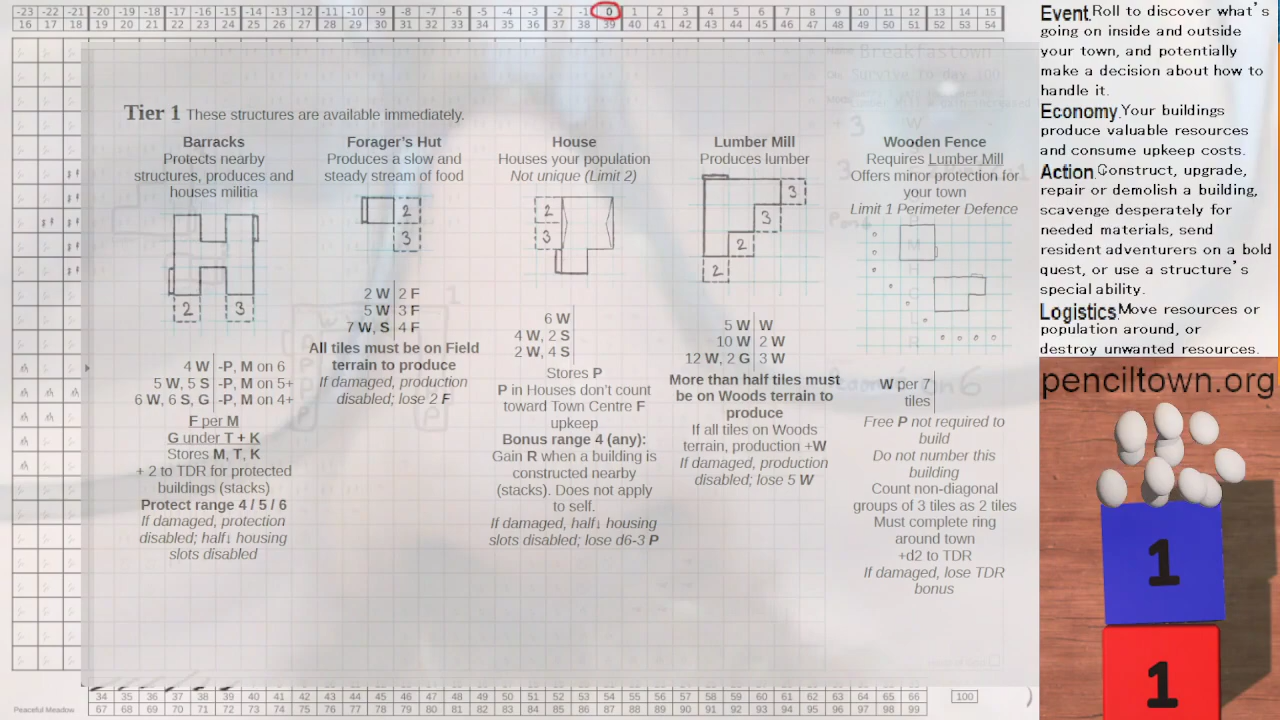 -23 -22 -21 -20 -19 -18 -17 -16 -15 -14 -13 -12 -11 -10 -9 -8 -7 -6 -5 -4 -3 -2 -1 0 1 2 3 4 5 6 7 8 9 10 11 12 13 14 15
16 17 18 19 20 21 22 23 24 25 26 27 28 29 30 31 32 33 34 35 36 37 38 39 40 41 42 43 44 45 46 47 48 49 50 51 52 53 54
Breakfastown
Survive to day 100
Tier 1 These structures are available immediately.
Barracks
Protects nearby
structures, produces and
houses militia
2 3
4 W -P, M on 6
5 W, 5 S -P, M on 5+
6 W, 6 S, G -P, M on 4+
F per M
G under T + K
Stores M, T, K
+ 2 to TDR for protected
buildings (stacks)
Protect range 4 / 5 / 6
If damaged, protection
disabled; half↓ housing
slots disabled
Forager's Hut
Produces a slow and
steady stream of food
2
3
2 W 2 F
5 W 3 F
7 W, S 4 F
All tiles must be on Field
terrain to produce
If damaged, production
disabled; lose 2 F
House
Houses your population
Not unique (Limit 2)
2
3
6 W
4 W, 2 S
2 W, 4 S
Stores P
P in Houses don't count
toward Town Centre F
upkeep
Bonus range 4 (any):
Gain R when a building is
constructed nearby
(stacks). Does not apply
to self.
If damaged, half↓ housing
slots disabled; lose d6-3 P
Lumber Mill
Produces lumber
3
3
2
2
5 W W
10 W 2 W
12 W, 2 G 3 W
More than half tiles must
be on Woods terrain to
produce
If all tiles on Woods
terrain, production +W
If damaged, production
disabled; lose 5 W
Wooden Fence
Requires Lumber Mill
Offers minor protection for
your town
Limit 1 Perimeter Defence
W per 7
tiles
Free P not required to
build
Do not number this
building
Count non-diagonal
groups of 3 tiles as 2 tiles
Must complete ring
around town
+d2 to TDR
If damaged, lose TDR
bonus
34 35 36 37 38 39 40 41 42 43 44 45 46 47 48 49 50 51 52 53 54 55 56 57 58 59 60 61 62 63 64 65 66
100
Peaceful Meadow
67 68 69 70 71 72 73 74 75 76 77 78 79 80 81 82 83 84 85 86 87 88 89 90 91 92 93 94 95 96 97 98 99
Event. Roll to discover what's
going on inside and outside
your town, and potentially
make a decision about how to
handle it.
Economy. Your buildings
produce valuable resources
and consume upkeep costs.
Action. Construct, upgrade,
repair or demolish a building,
scavenge desperately for
needed materials, send
resident adventurers on a bold
quest, or use a structure's
special ability.
Logistics. Move resources or
population around, or
destroy unwanted resources.
penciltown.org
1
1